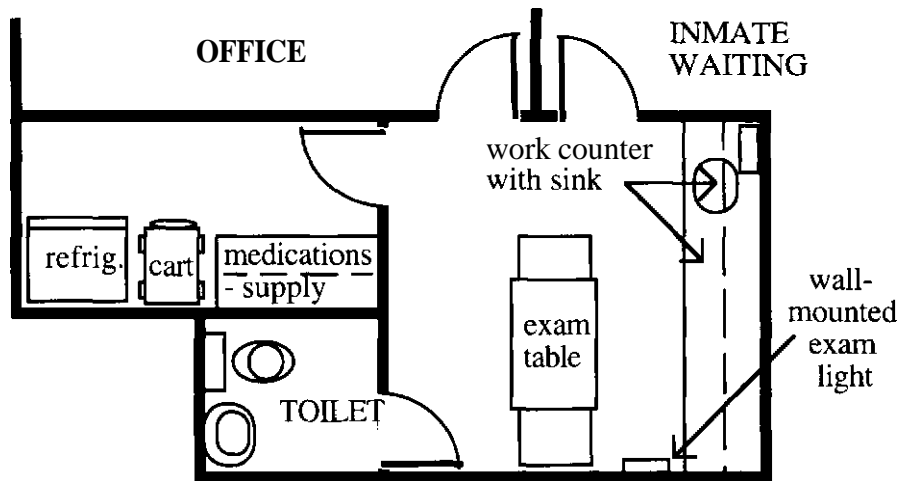 OFFICE
INMATE
WAITING
work counter
with sink
refrig.
cart
medications
- supply
exam
table
wall-
mounted
exam
light
TOILET